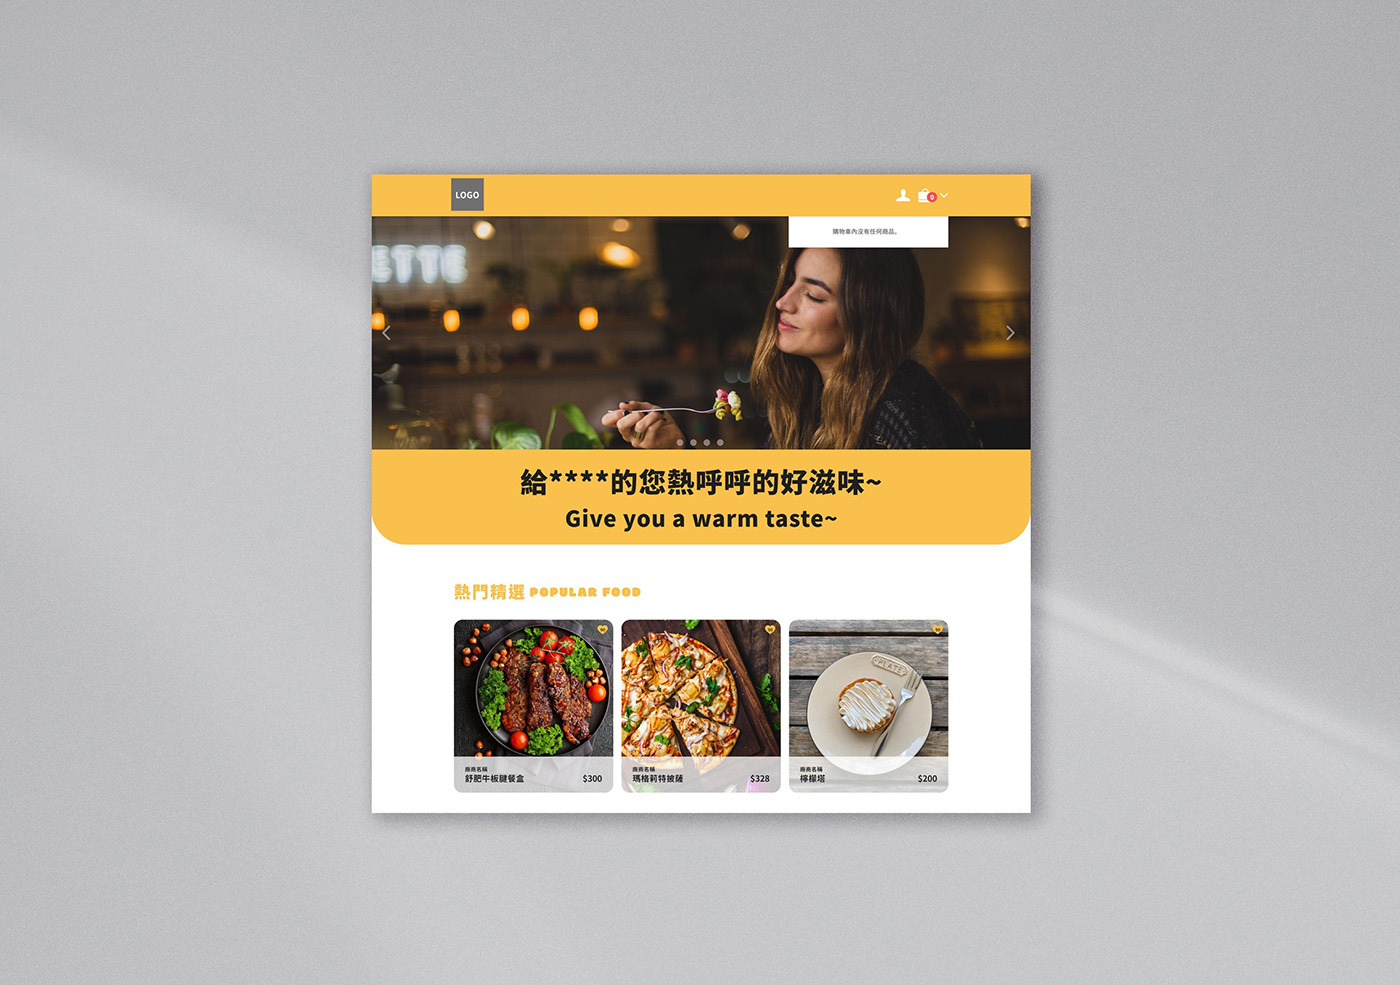 LOGO
0
購物車內沒有任何商品。
ETTE
給****的您熱呼呼的好滋味~
Give you a warm taste~
熱門精選 POPULAR FOOD
PLATE
廠商名稱
舒肥牛板腱餐盒 $300
廠商名稱
瑪格莉特披薩 $328
廠商名稱
檸檬塔 $200